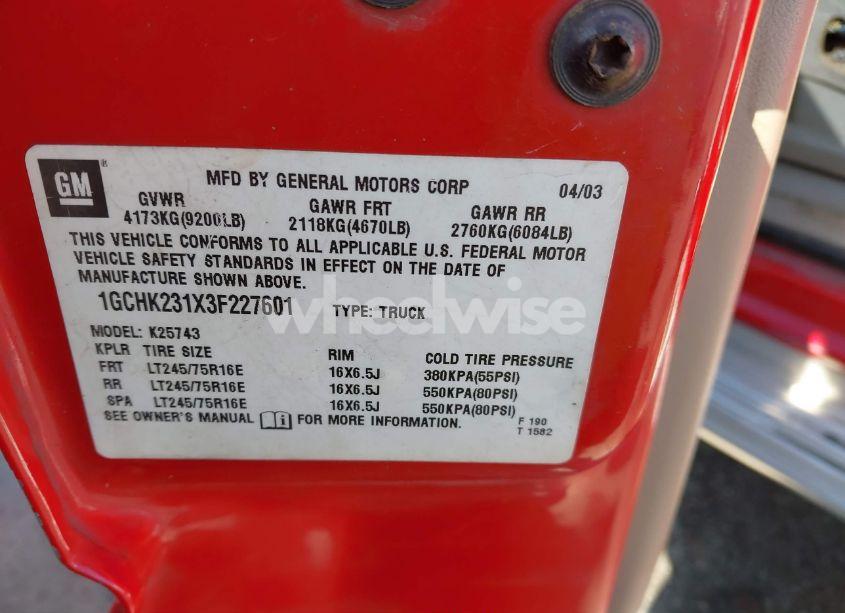 GM
®
MFD BY GENERAL MOTORS CORP 04/03
GVWR GAWR FRT GAWR RR
4173KG(9200LB) 2118KG(4670LB) 2760KG(6084LB)
THIS VEHICLE CONFORMS TO ALL APPLICABLE U.S. FEDERAL MOTOR
VEHICLE SAFETY STANDARDS IN EFFECT ON THE DATE OF
MANUFACTURE SHOWN ABOVE.
1GCHK231X3F227601 TYPE: TRUCK
wheelwise
MODEL: K25743
KPLR TIRE SIZE RIM COLD TIRE PRESSURE
FRT LT245/75R16E 16X6.5J 380KPA(55PSI)
RR LT245/75R16E 16X6.5J 550KPA(80PSI)
SPA LT245/75R16E 16X6.5J 550KPA(80PSI)
SEE OWNER'S MANUAL FOR MORE INFORMATION.
F 190
T 1582